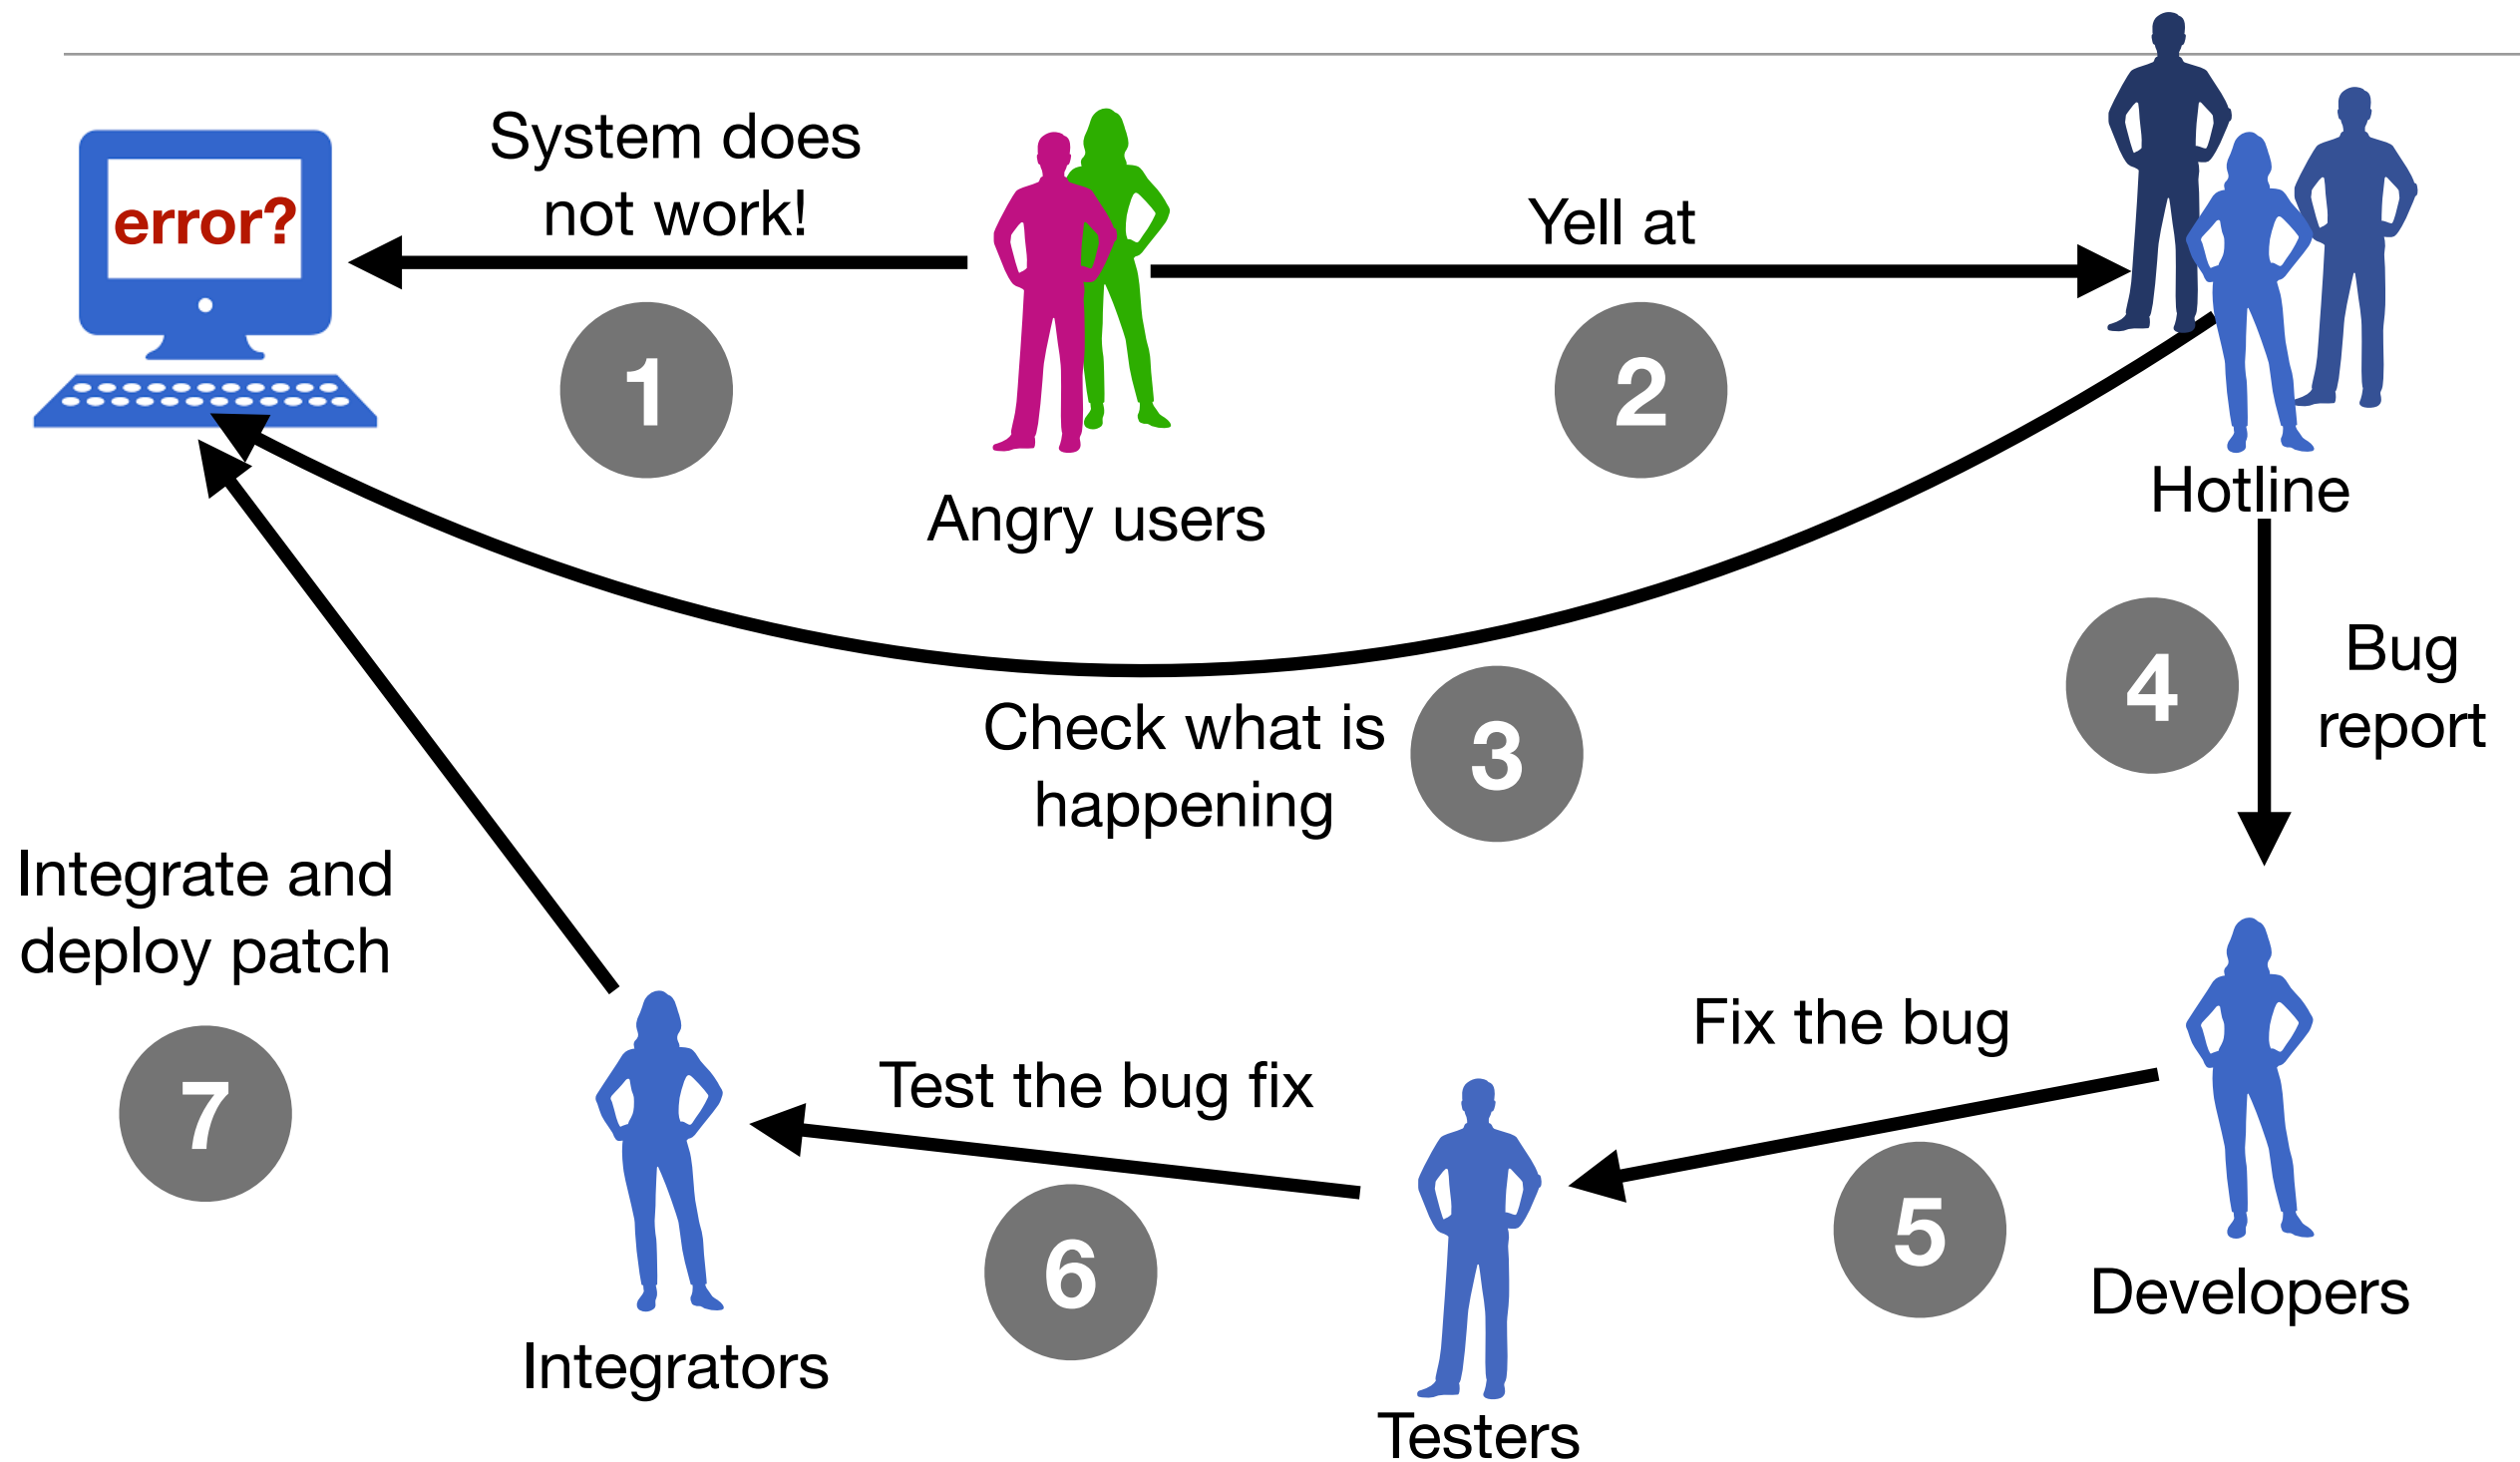 System does
not work!
error?
1
Yell at
2
Angry users
Hotline
Check what is
happening
3
4
Bug
report
Integrate and
deploy patch
7
Fix the bug
5
Test the bug fix
6
Developers
Integrators
Testers